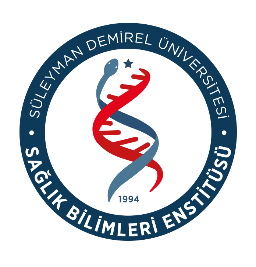 SÜLEYMAN DEMİREL ÜNİVERSİTESİ
1994
SAĞLIK BİLİMLERİ ENSTİTÜSÜ